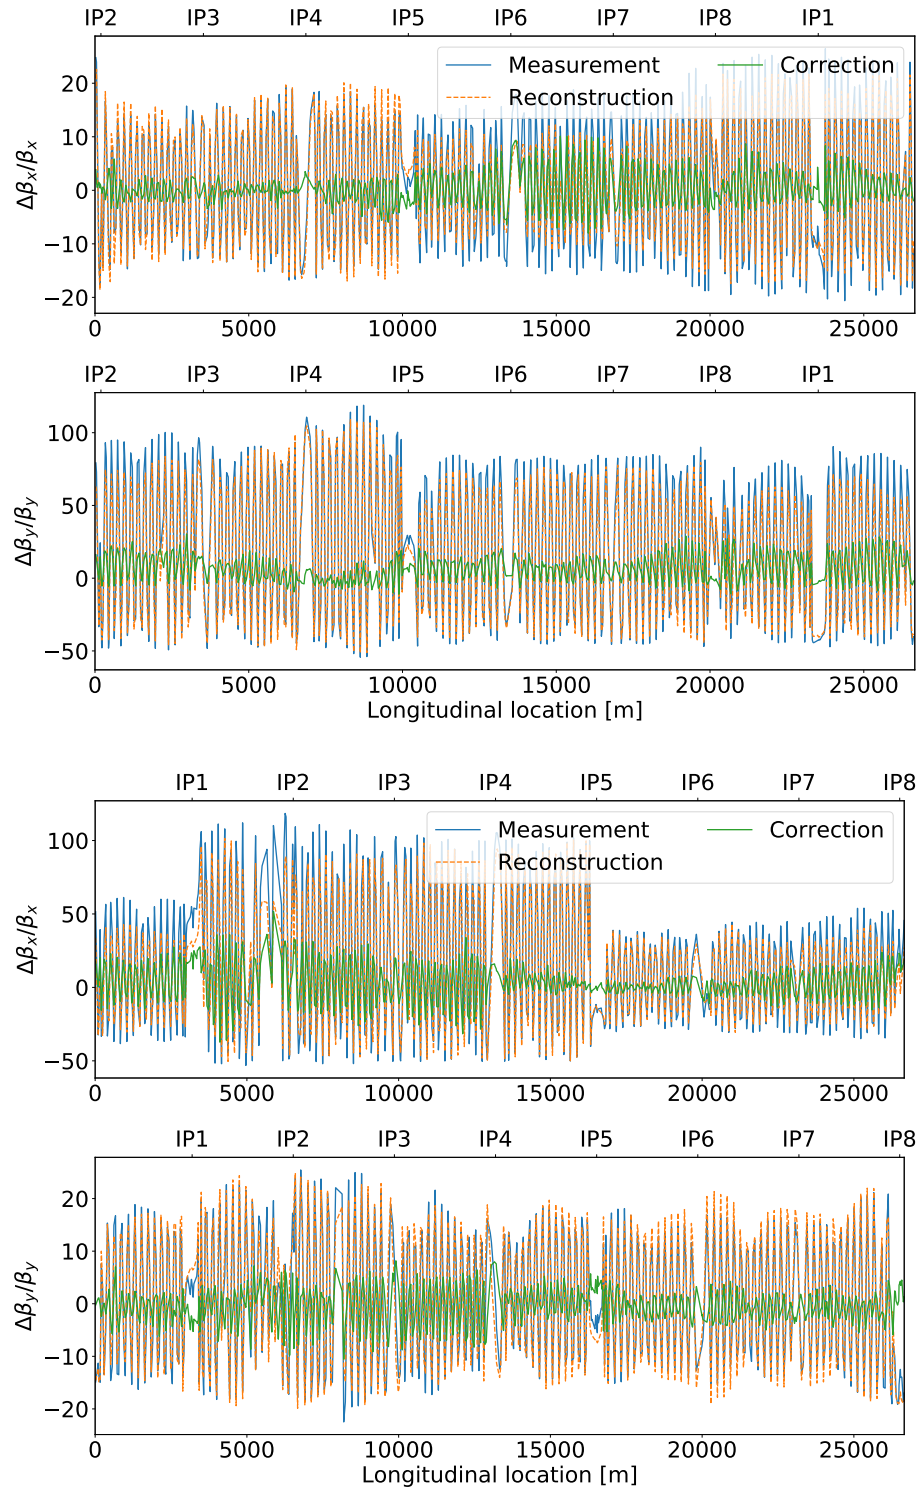 IP2 IP3 IP4 IP5 IP6 IP7 IP8 IP1
Measurement Correction
Reconstruction
Δβx/βx
20
10
0
−10
−20
0 5000 10000 15000 20000 25000
IP2 IP3 IP4 IP5 IP6 IP7 IP8 IP1
Δβy/βy
100
50
0
−50
0 5000 10000 15000 20000 25000
Longitudinal location [m]
IP1 IP2 IP3 IP4 IP5 IP6 IP7 IP8
Measurement Correction
Reconstruction
Δβx/βx
100
50
0
−50
0 5000 10000 15000 20000 25000
IP1 IP2 IP3 IP4 IP5 IP6 IP7 IP8
Δβy/βy
20
10
0
−10
−20
0 5000 10000 15000 20000 25000
Longitudinal location [m]